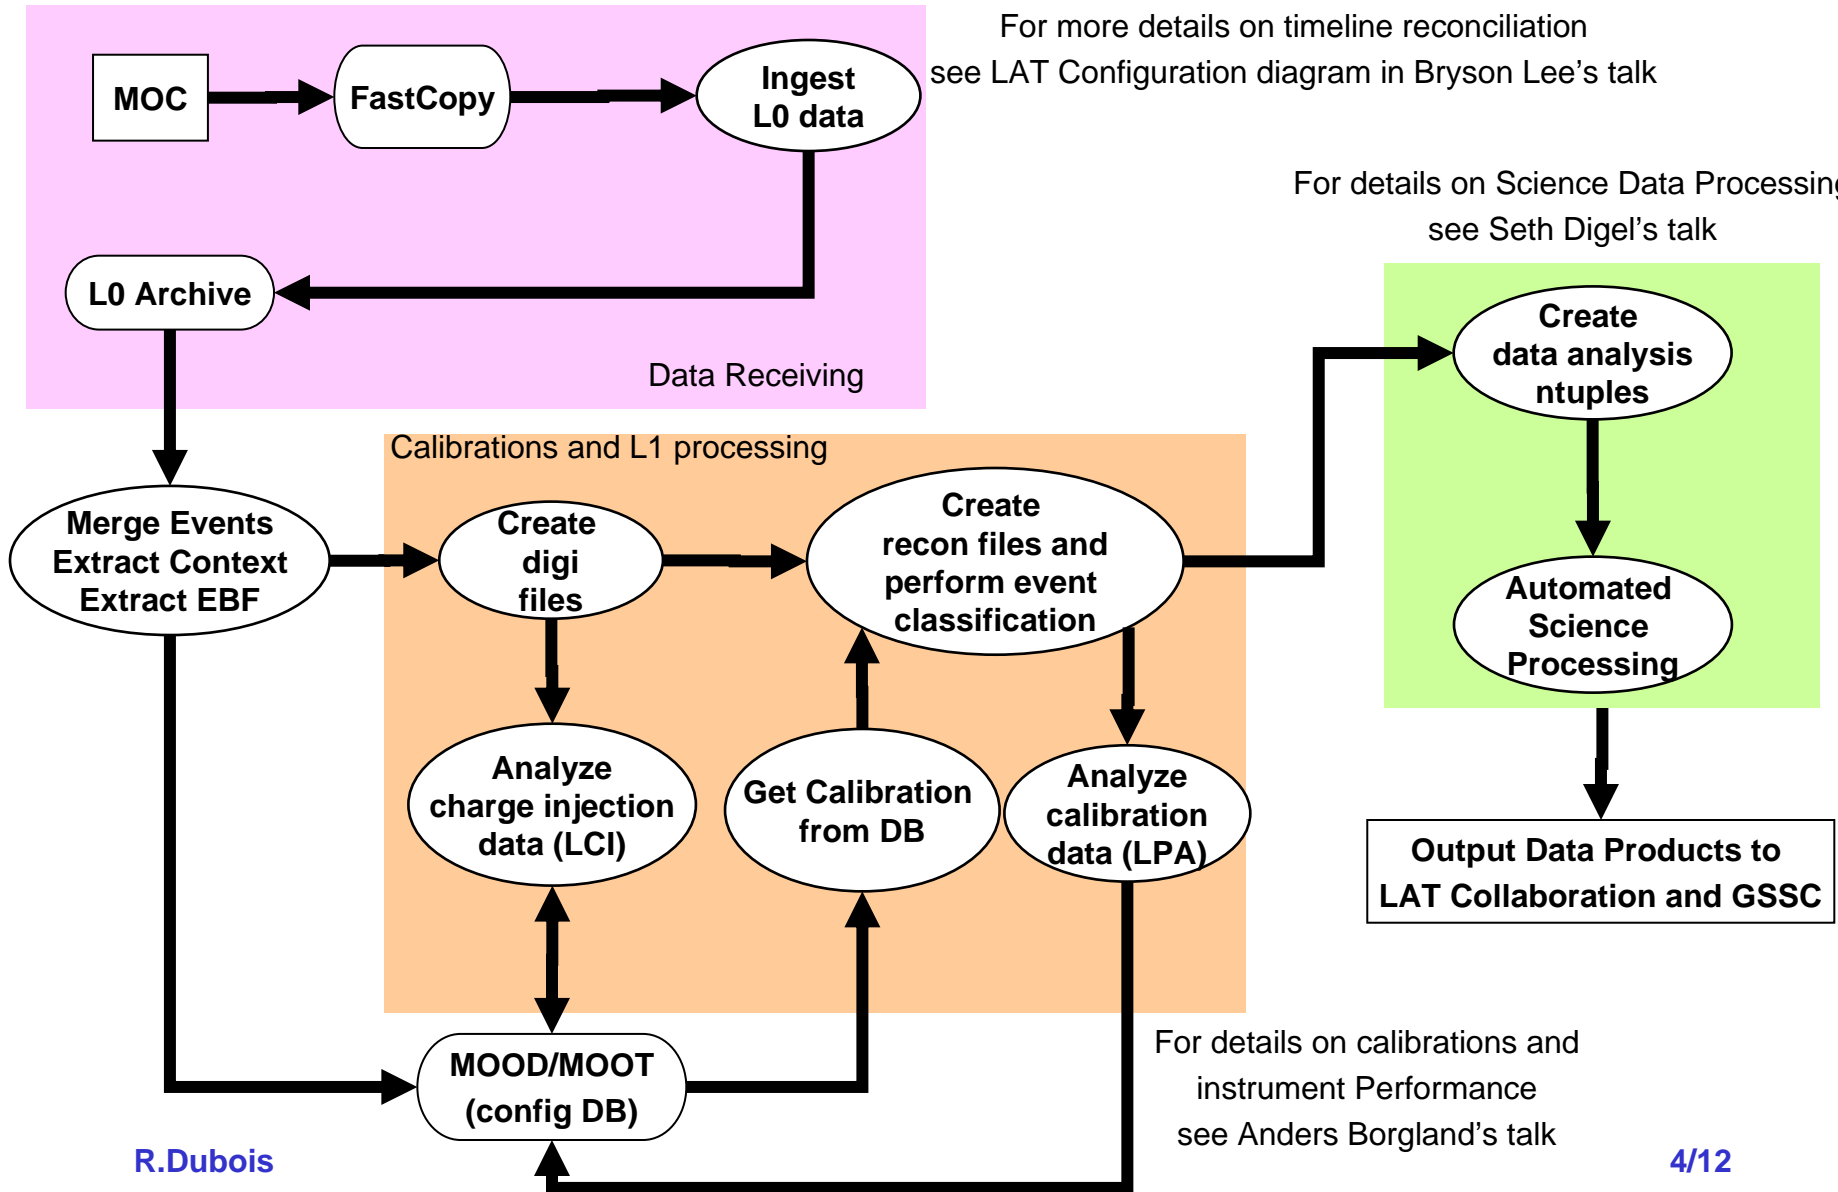 For more details on timeline reconciliation
see LAT Configuration diagram in Bryson Lee's talk
MOC
FastCopy
Ingest
L0 data
For details on Science Data Processing
see Seth Digel's talk
L0 Archive
Data Receiving
Create
data analysis
ntuples
Calibrations and L1 processing
Merge Events
Extract Context
Extract EBF
Create
digi
files
Create
recon files and
perform event
classification
Automated
Science
Processing
Analyze
charge injection
data (LCI)
Get Calibration
from DB
Analyze
calibration
data (LPA)
Output Data Products to
LAT Collaboration and GSSC
MOOD/MOOT
(config DB)
For details on calibrations and
instrument Performance
see Anders Borgland's talk
R.Dubois
4/12